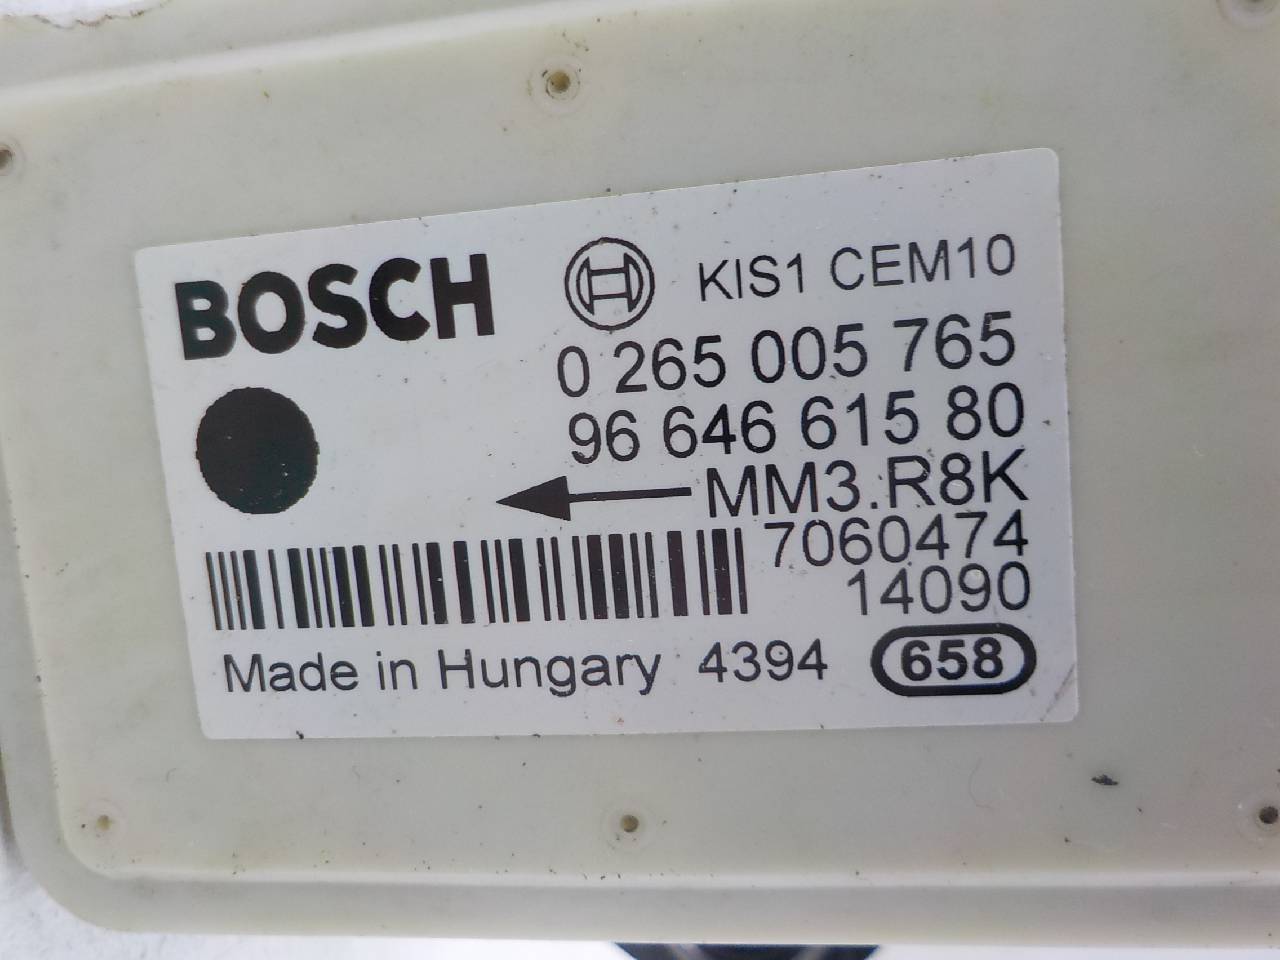 BOSCH KIS1 CEM10
0 265 005 765
96 646 615 80
MM3.R8K
7060474
14090
Made in Hungary 4394 658